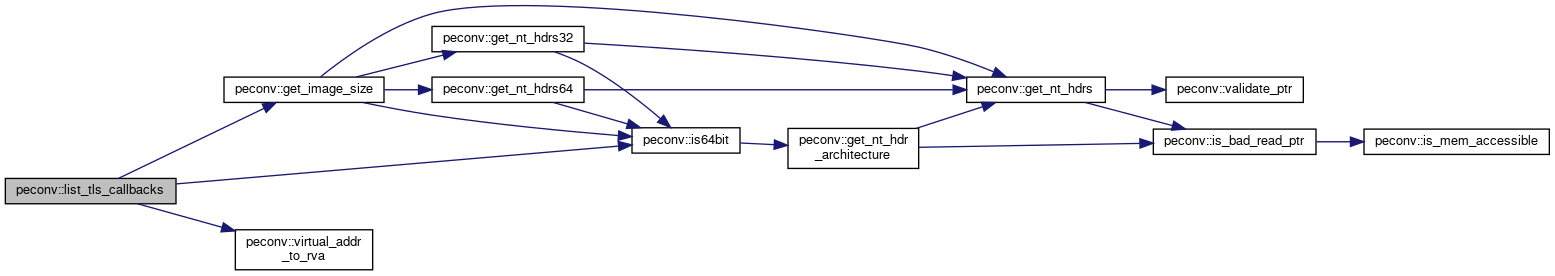 peconv::list_tls_callbacks
peconv::get_image_size
peconv::virtual_addr
_to_rva
peconv::get_nt_hdrs32
peconv::get_nt_hdrs64
peconv::is64bit
peconv::get_nt_hdr
_architecture
peconv::get_nt_hdrs
peconv::validate_ptr
peconv::is_bad_read_ptr
peconv::is_mem_accessible